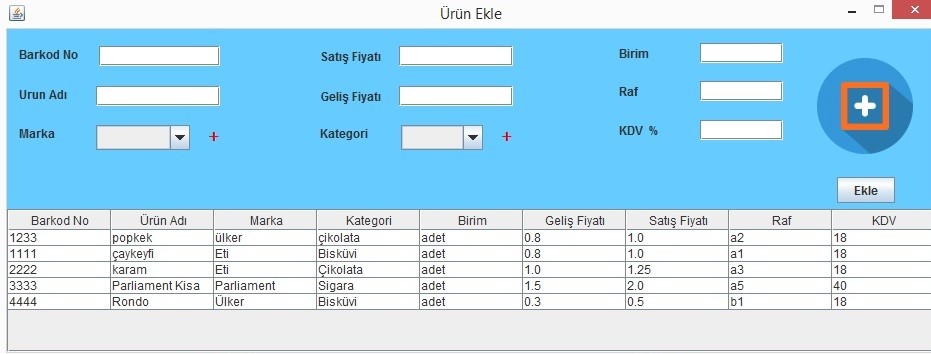 Ürün Ekle
Barkod No Satış Fiyatı Birim
Urun Adı Geliş Fiyatı Raf
Marka + Kategori + KDV %
Ekle
Barkod No Ürün Adı Marka Kategori Birim Geliş Fiyatı Satış Fiyatı Raf KDV
1233 popkek ülker çikolata adet 0.8 1.0 a2 18
1111 çaykeyfi Eti Bisküvi adet 0.8 1.0 a1 18
2222 karam Eti Çikolata adet 1.0 1.25 a3 18
3333 Parliament Kisa Parliament Sigara adet 1.5 2.0 a5 40
4444 Rondo Ülker Bisküvi adet 0.3 0.5 b1 18